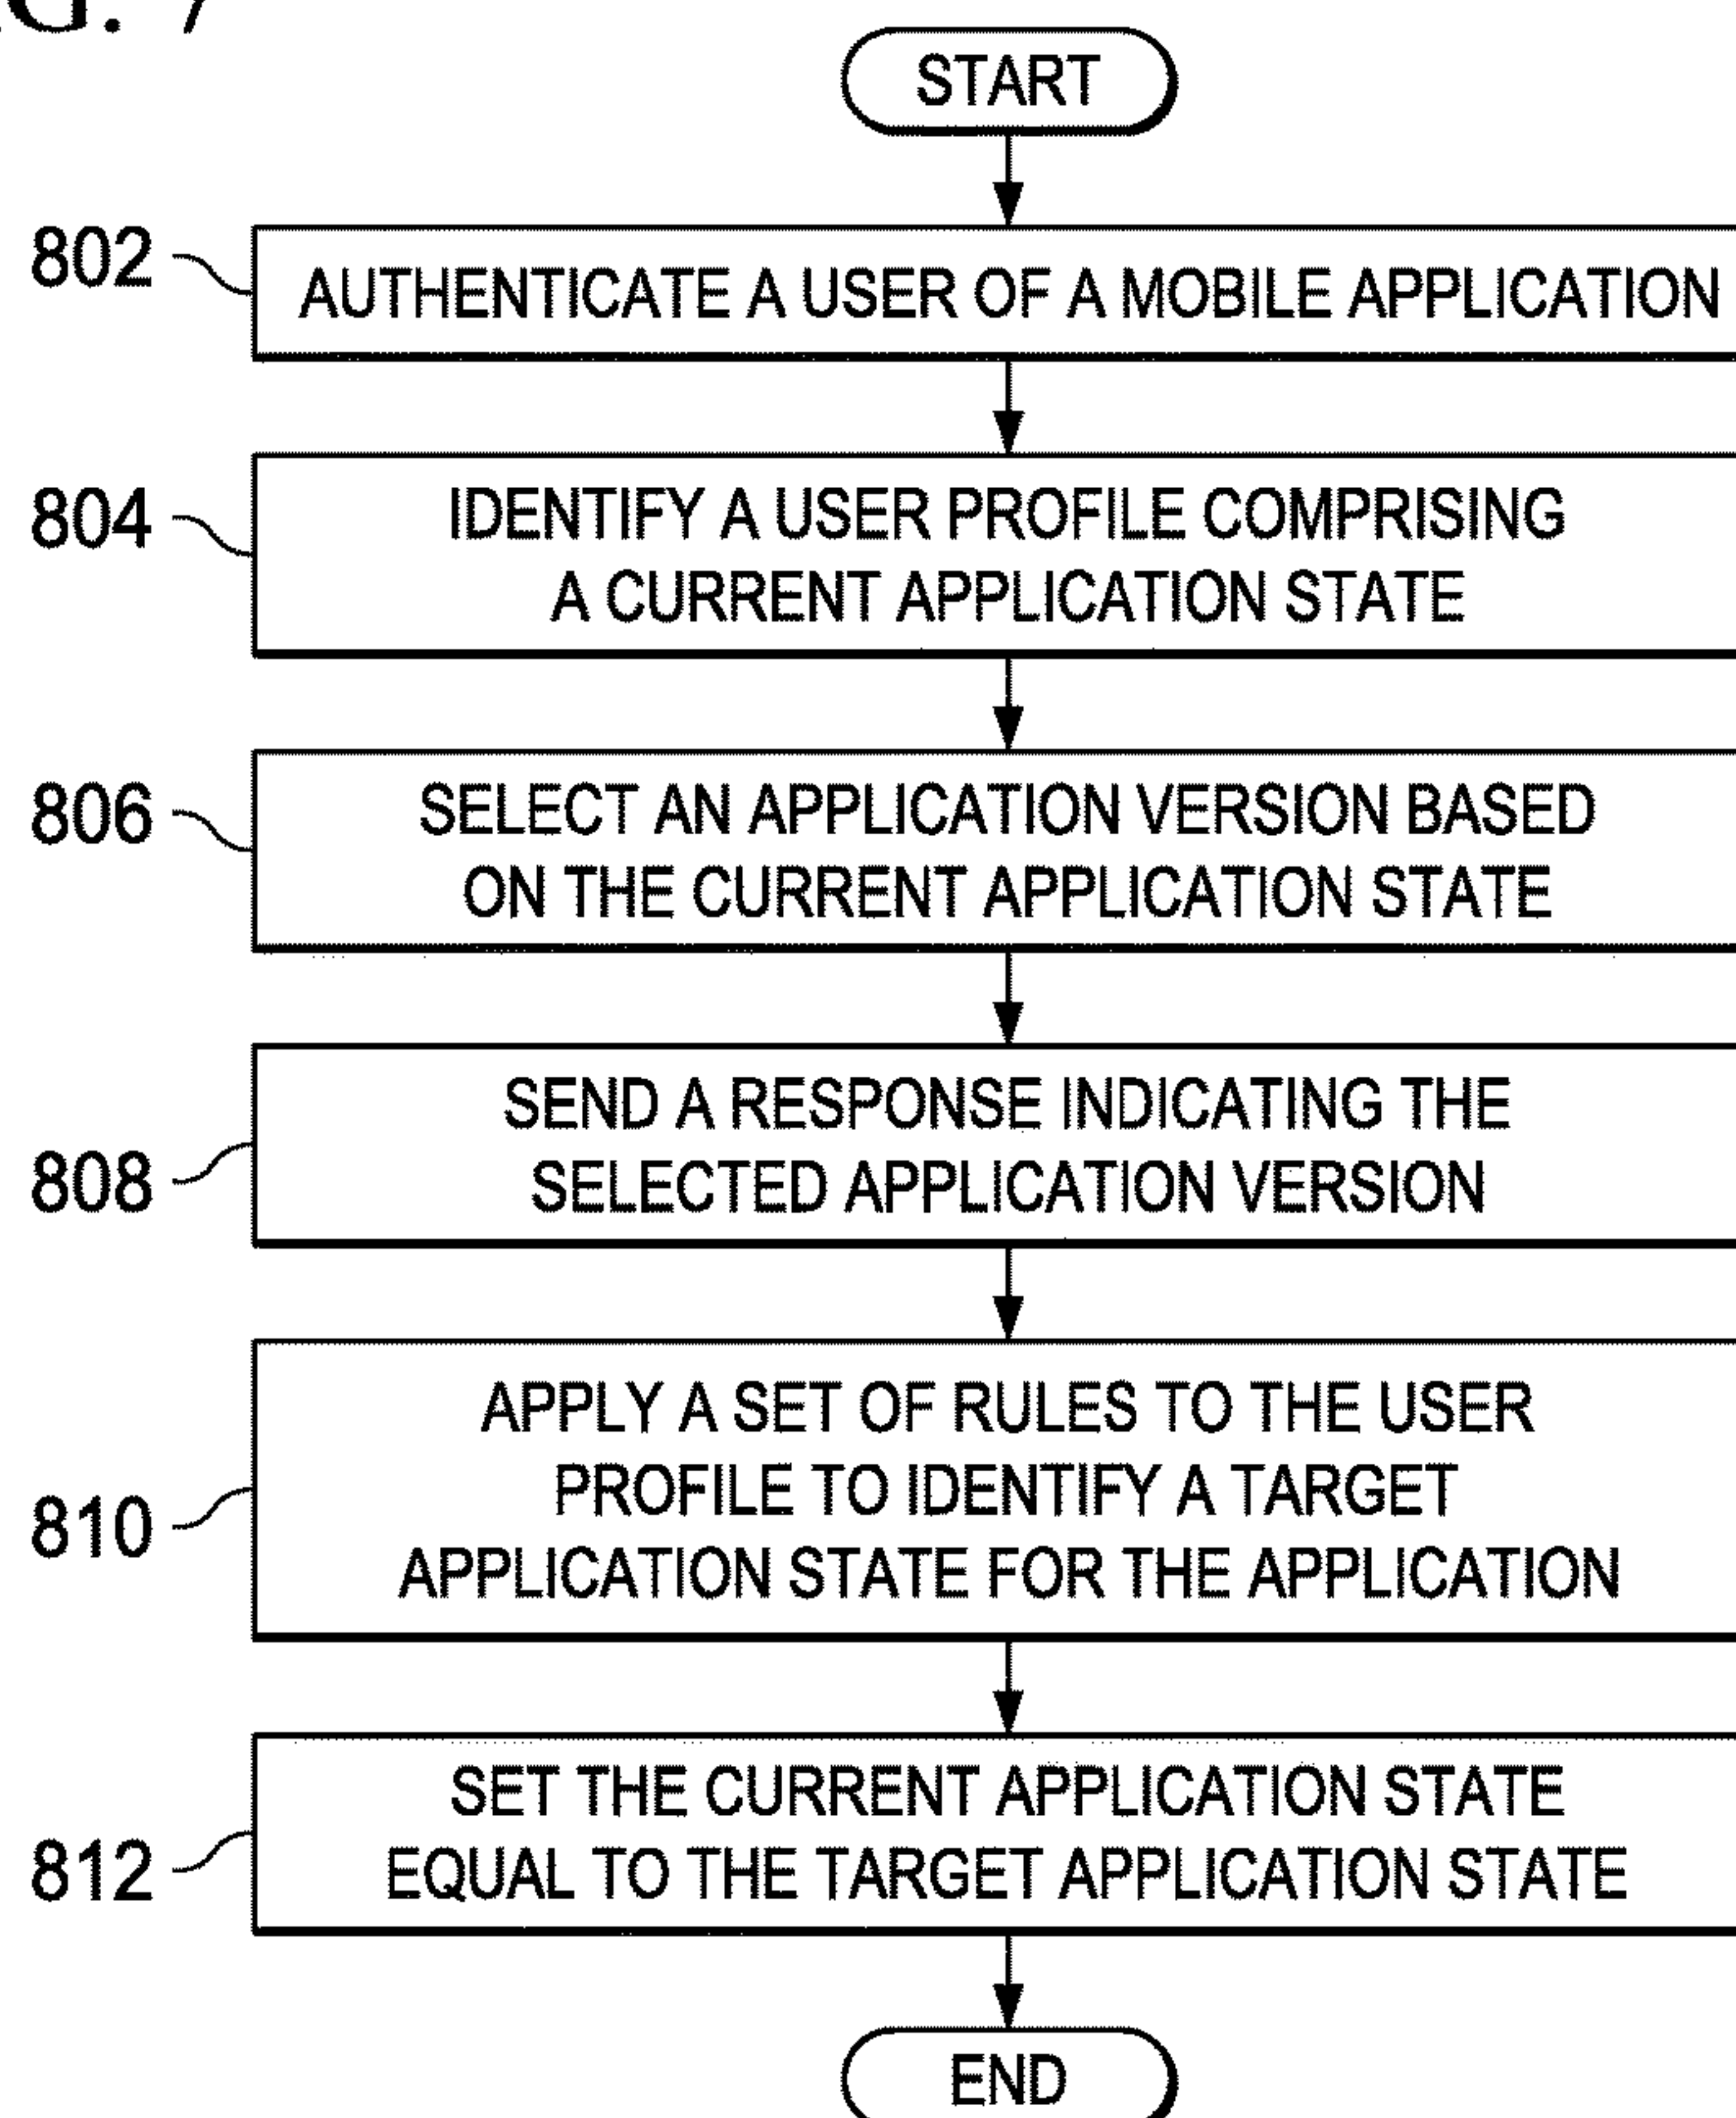 G. 7
START
802
AUTHENTICATE A USER OF A MOBILE APPLICATION
804
IDENTIFY A USER PROFILE COMPRISING
A CURRENT APPLICATION STATE
806
SELECT AN APPLICATION VERSION BASED
ON THE CURRENT APPLICATION STATE
808
SEND A RESPONSE INDICATING THE
SELECTED APPLICATION VERSION
810
APPLY A SET OF RULES TO THE USER
PROFILE TO IDENTIFY A TARGET
APPLICATION STATE FOR THE APPLICATION
812
SET THE CURRENT APPLICATION STATE
EQUAL TO THE TARGET APPLICATION STATE
END